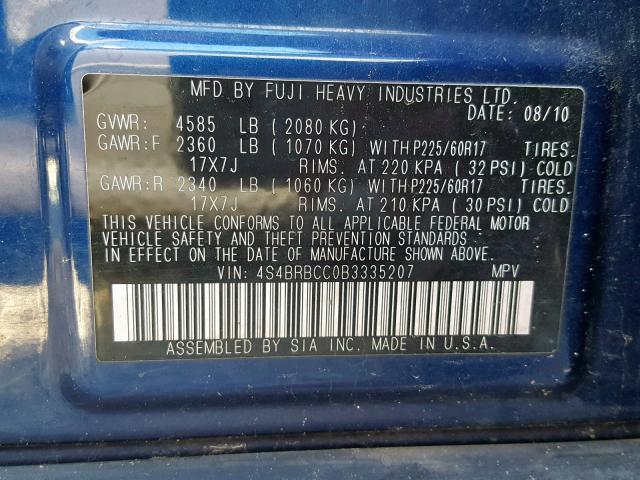 MFD BY FUJI HEAVY INDUSTRIES LTD.
DATE: 08/10
GVWR: 4585 LB (2080 KG)
GAWR:F 2360 LB (1070 KG) WITH P225/60R17 TIRES.
17X7J RIMS. AT 220 KPA (32 PSI) COLD
GAWR:R 2340 LB (1060 KG) WITH P225/60R17 TIRES.
17X7J RIMS. AT 210 KPA (30 PSI) COLD
THIS VEHICLE CONFORMS TO ALL APPLICABLE FEDERAL MOTOR
VEHICLE SAFETY AND THEFT PREVENTION STANDARDS
IN EFFECT ON THE DATE OF MANUFACTURE SHOWN ABOVE.
VIN: 4S4BRBCC0B3335207 MPV
ASSEMBLED BY SIA INC. MADE IN U.S.A.